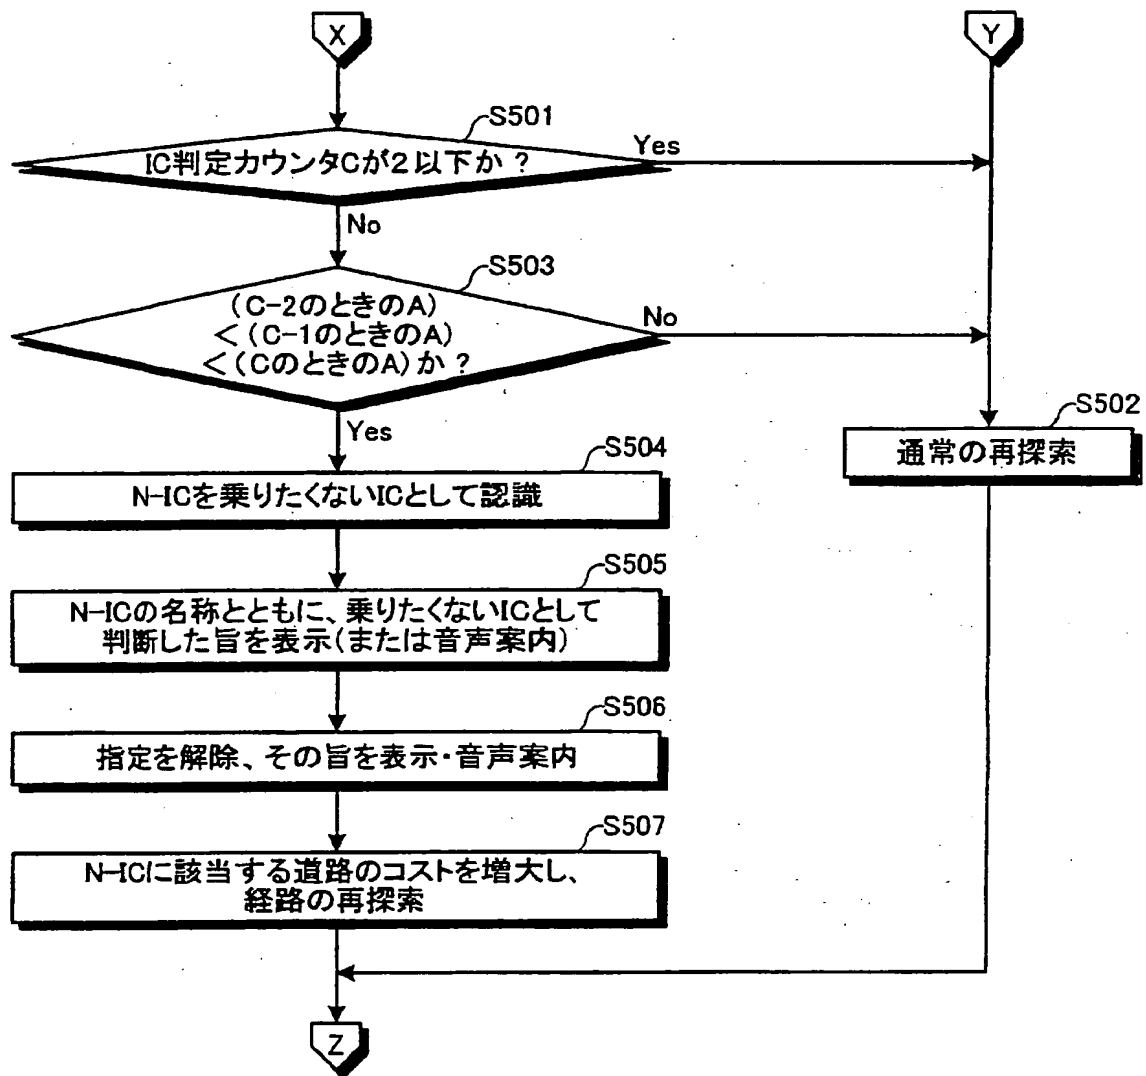 X
Y
S501
IC判定カウンタCが2以下か?
Yes
No
S503
(C-2のときのA)
<(C-1のときのA)
<(CのときのA)か?
No
Yes
S502
通常の再探索
S504
N-ICを乗りたくないICとして認識
S505
N-ICの名称とともに、乗りたくないICとして
判断した旨を表示(または音声案内)
S506
指定を解除、その旨を表示・音声案内
S507
N-ICに該当する道路のコストを増大し、
経路の再探索
Z